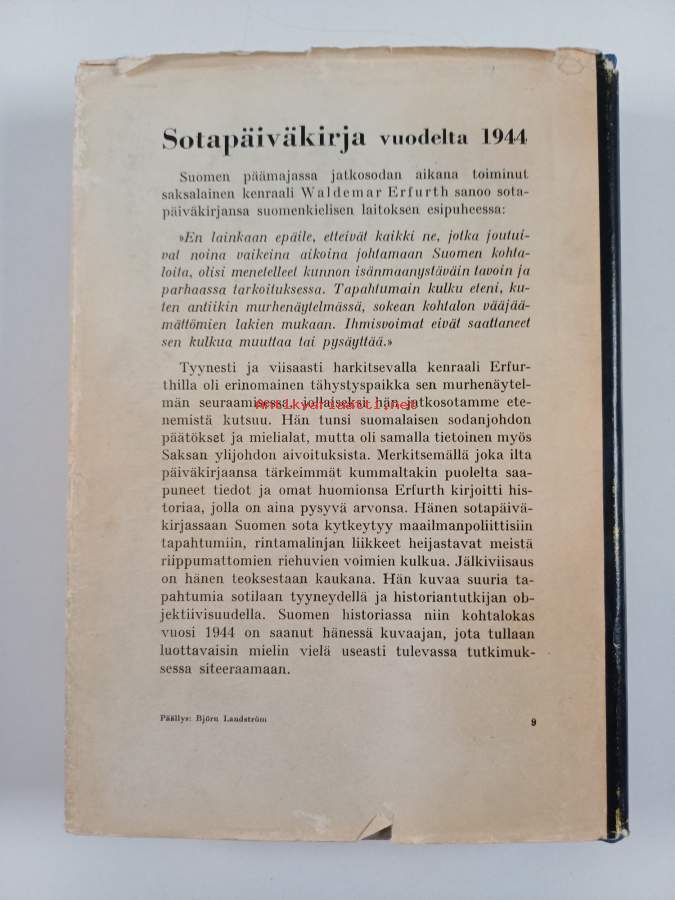 Sotapäiväkirja vuodelta 1944
Suomen päämajassa jatkosodan aikana toiminut
saksalainen kenraali Waldemar Erfurth sanoo sota-
päiväkirjansa suomenkielisen laitoksen esipuheessa:
»En lainkaan epäile, etteivät kaikki ne, jotka joutui-
vat noina vaikeina aikoina johtamaan Suomen kohta-
loita, olisi menetelleet kunnon isänmaanystäväin tavoin ja
parhaassa tarkoituksessa. Tapahtumain kulku eteni, ku-
ten antiikin murhenäytelmässä, sokean kohtalon vääjää-
mättömien lakien mukaan. Ihmisvoimat eivät saattaneet
sen kulkua muuttaa tai pysäyttää.»
Tyynesti ja viisaasti harkitsevalla kenraali Erfur-
thilla oli erinomainen tähystyspaikka sen murhenäytel-
män seuraamisessa, jollaiseksi hän jatkosotamme ete-
antikvariaatti.net
nemistä kutsuu. Hän tunsi suomalaisen sodanjohdon
päätökset ja mielialat, mutta oli samalla tietoinen myös
Saksan ylijohdon aivoituksista. Merkitsemällä joka ilta
päiväkirjaansa tärkeimmät kummaltakin puolelta saa-
puneet tiedot ja omat huomionsa Erfurth kirjoitti his-
toriaa, jolla on aina pysyvä arvonsa. Hänen sotapäivä-
kirjassaan Suomen sota kytkeytyy maailmanpoliittisiin
tapahtumiin, rintamalinjan liikkeet heijastavat meistä
riippumattomien riehuvien voimien kulkua. Jälkiviisaus
on hänen teoksestaan kaukana. Hän kuvaa suuria ta-
pahtumia sotilaan tyyneydellä ja historiantutkijan ob-
jektiivisuudella. Suomen historiassa niin kohtalokas
vuosi 1944 on saanut hänessä kuvaajan, jota tullaan
luottavaisin mielin vielä useasti tulevassa tutkimuk-
sessa siteeraamaan.
Päällys: Björn Landström 9